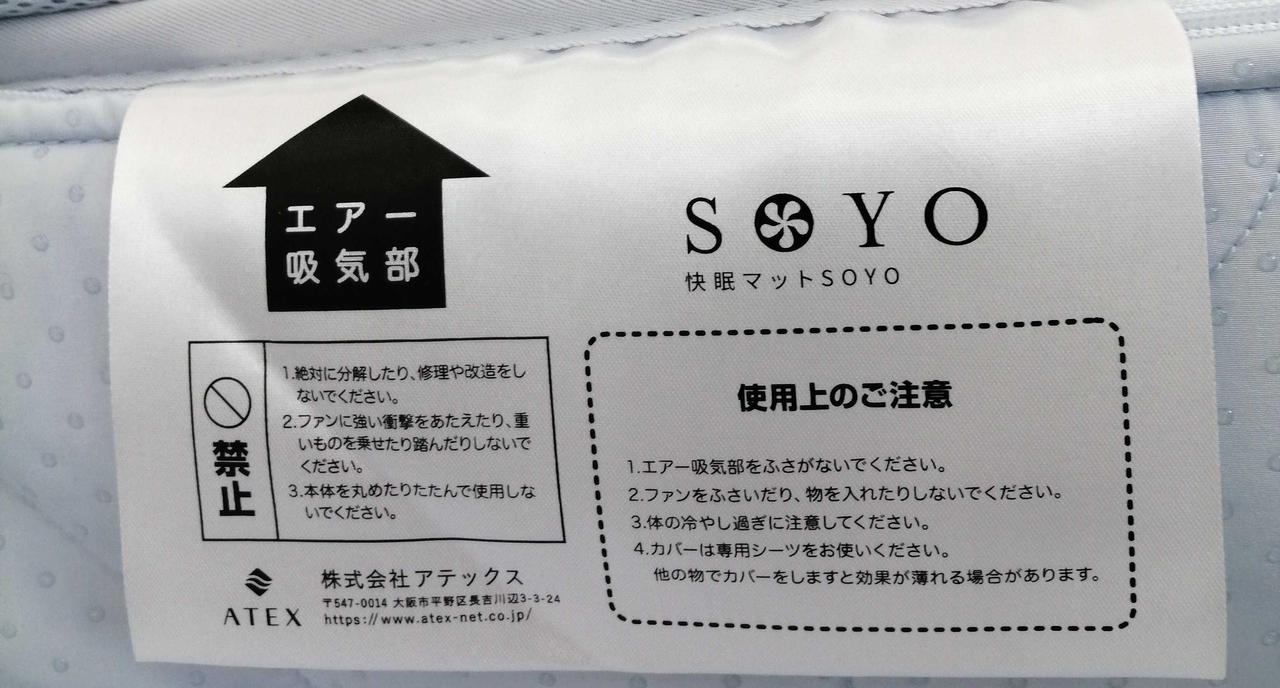 エアー
吸気部
SOYO
快眠マットSOYO
禁止
1.絶対に分解したり、修理や改造をし
ないでください。
2.ファンに強い衝撃をあたえたり、重
いものを乗せたり踏んだりしないで
ください。
3.本体を丸めたりたたんで使用しな
いでください。
使用上のご注意
1.エアー吸気部をふさがないでください。
2.ファンをふさいだり、物を入れたりしないでください。
3.体の冷やし過ぎに注意してください。
4.カバーは専用シーツをお使いください。
他の物でカバーをしますと効果が薄れる場合があります。
ATEX
株式会社アテックス
〒547-0014 大阪市平野区長吉川辺3-3-24
https://www.atex-net.co.jp/